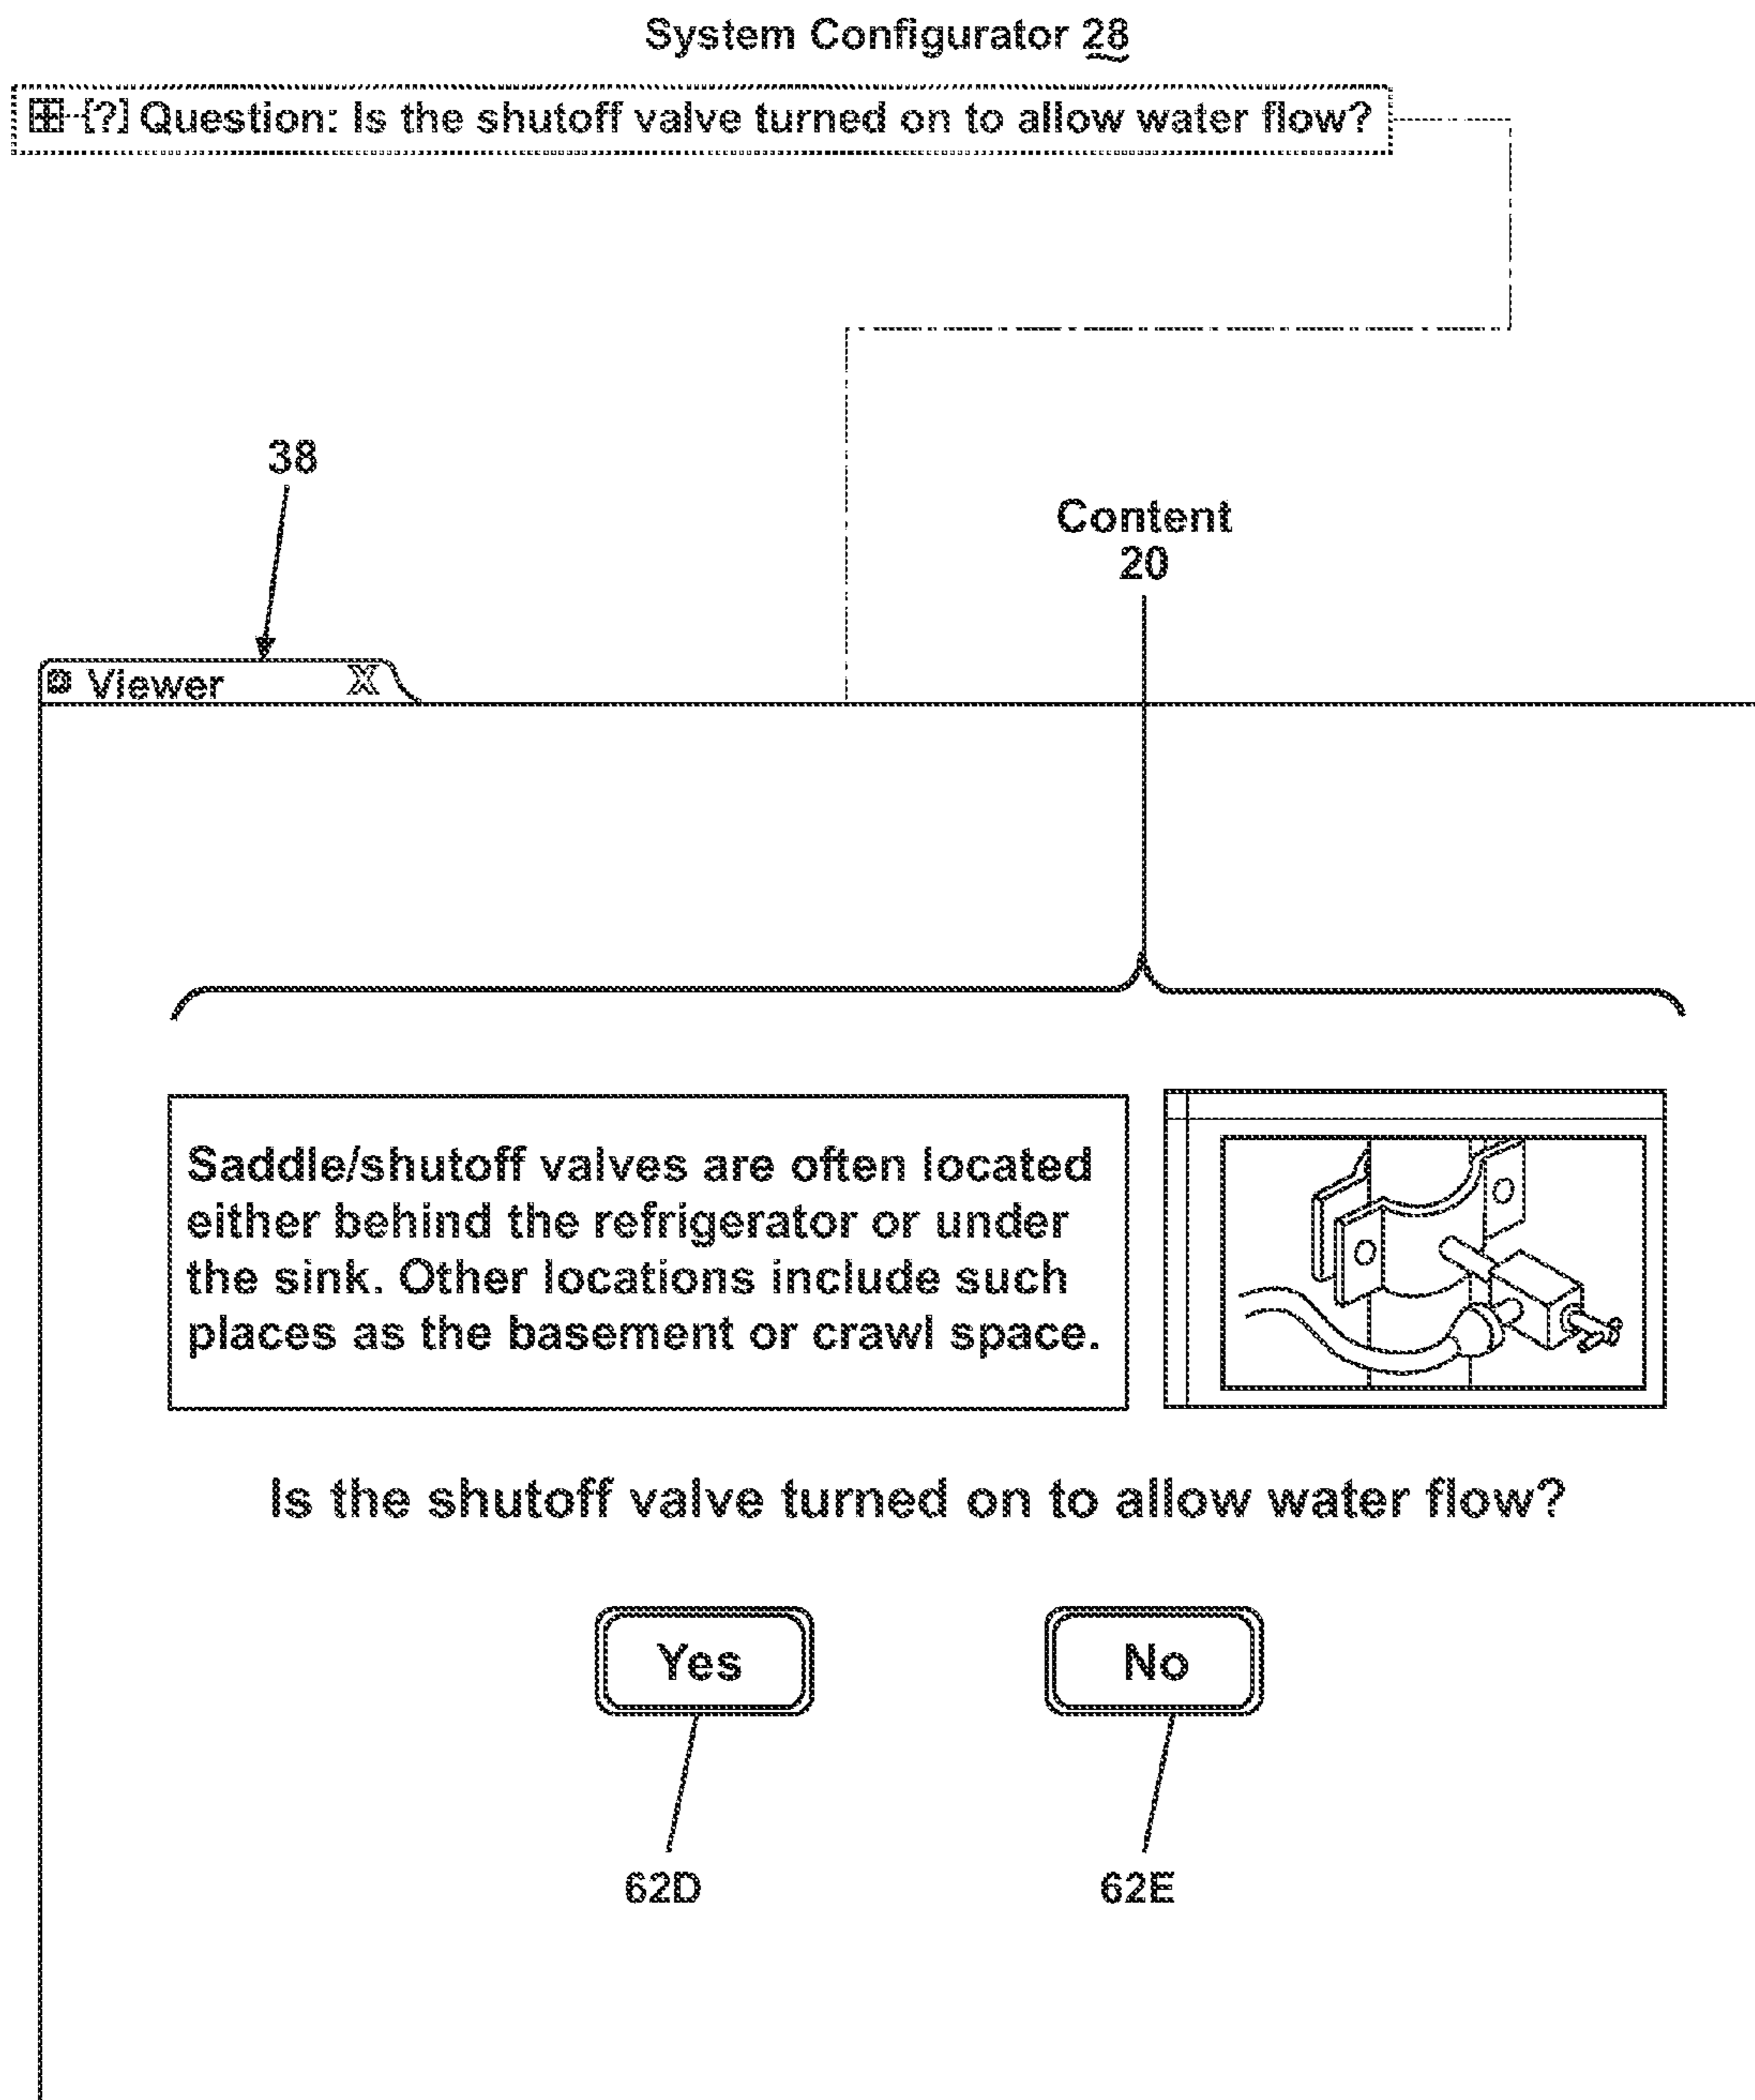 System Configurator 28
[?] Question: Is the shutoff valve turned on to allow water flow?
38
Content
20
Viewer X
Saddle/shutoff valves are often located
either behind the refrigerator or under
the sink. Other locations include such
places as the basement or crawl space.
Is the shutoff valve turned on to allow water flow?
Yes No
62D 62E